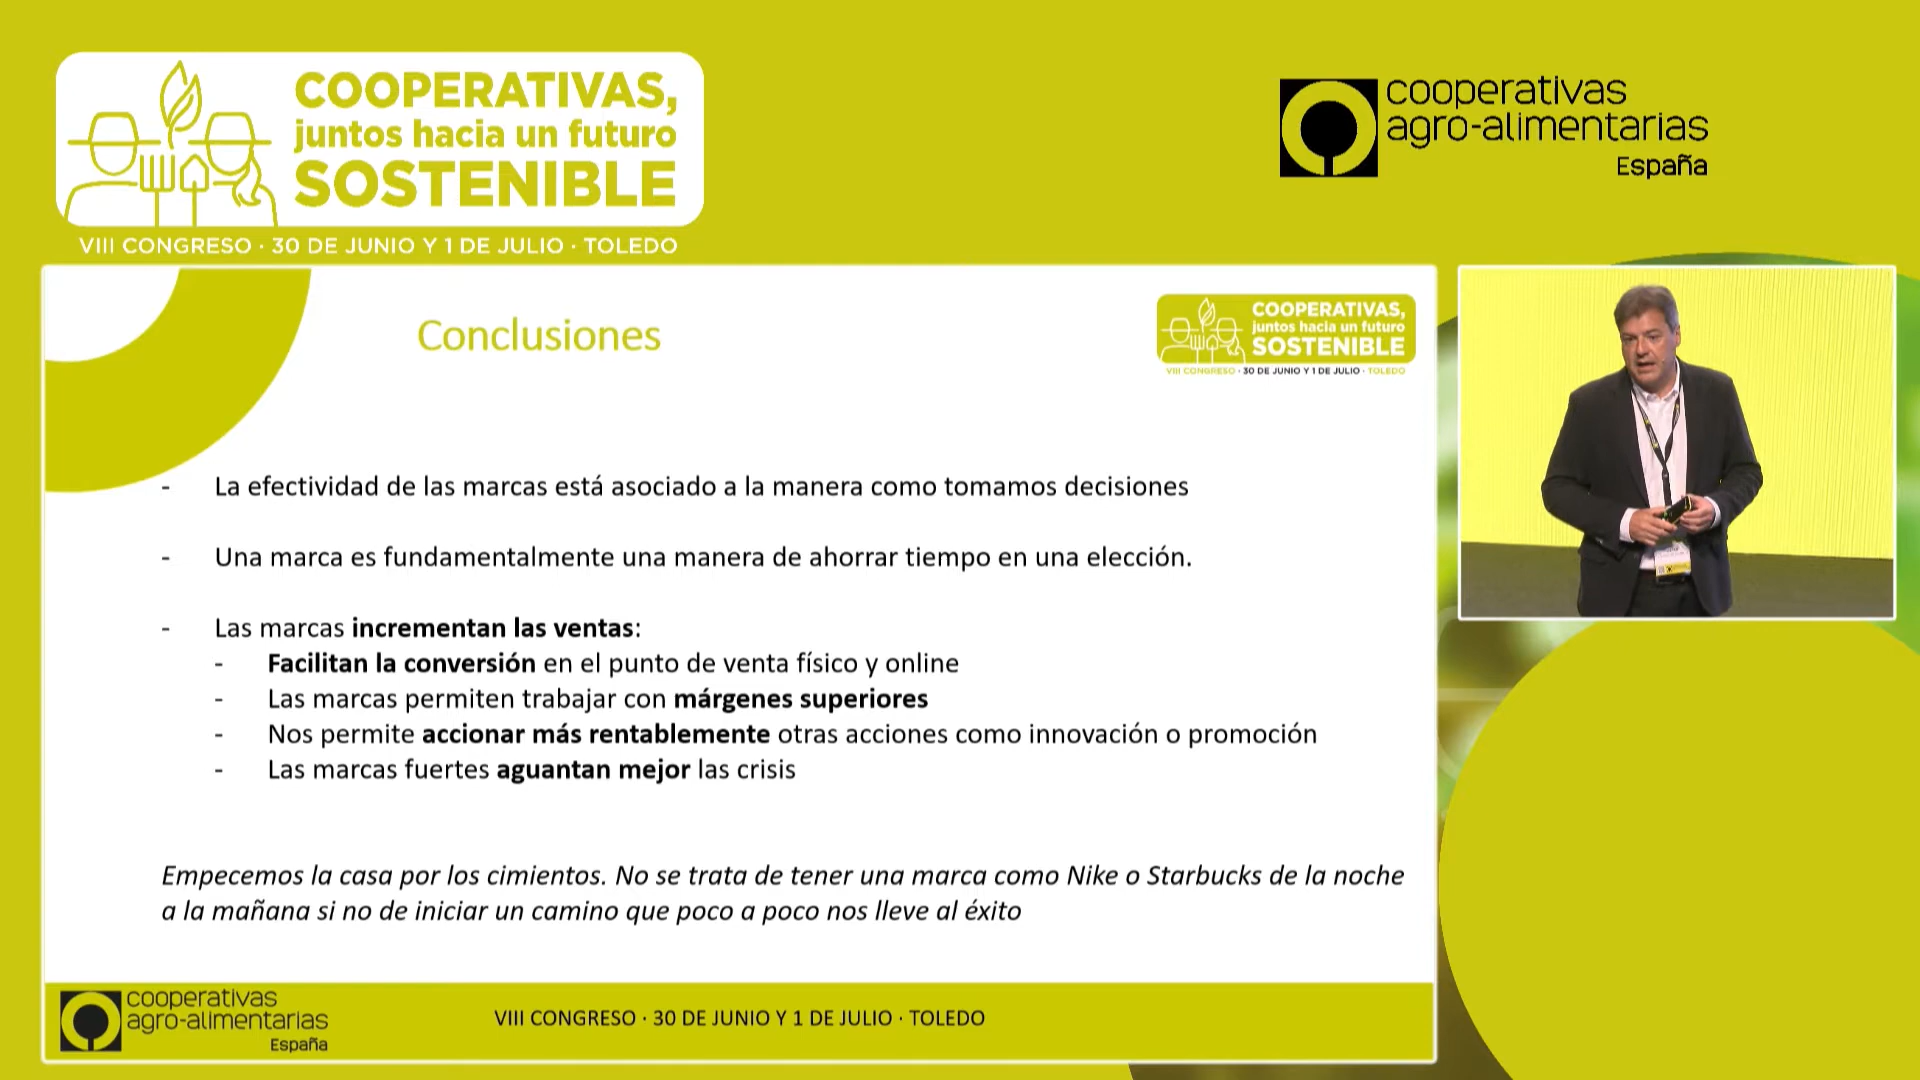 COOPERATIVAS,
juntos hacia un futuro
SOSTENIBLE
VIII CONGRESO · 30 DE JUNIO Y 1 DE JULIO · TOLEDO
cooperativas
agro-alimentarias
España
Conclusiones
COOPERATIVAS,
juntos hacia un futuro
SOSTENIBLE
VIII CONGRESO · 30 DE JUNIO Y 1 DE JULIO · TOLEDO
- La efectividad de las marcas está asociado a la manera como tomamos decisiones
- Una marca es fundamentalmente una manera de ahorrar tiempo en una elección.
- Las marcas incrementan las ventas:
- Facilitan la conversión en el punto de venta físico y online
- Las marcas permiten trabajar con márgenes superiores
- Nos permite accionar más rentablemente otras acciones como innovación o promoción
- Las marcas fuertes aguantan mejor las crisis
Empecemos la casa por los cimientos. No se trata de tener una marca como Nike o Starbucks de la noche
a la mañana si no de iniciar un camino que poco a poco nos lleve al éxito
cooperativas
agro-alimentarias
España
VIII CONGRESO · 30 DE JUNIO Y 1 DE JULIO · TOLEDO